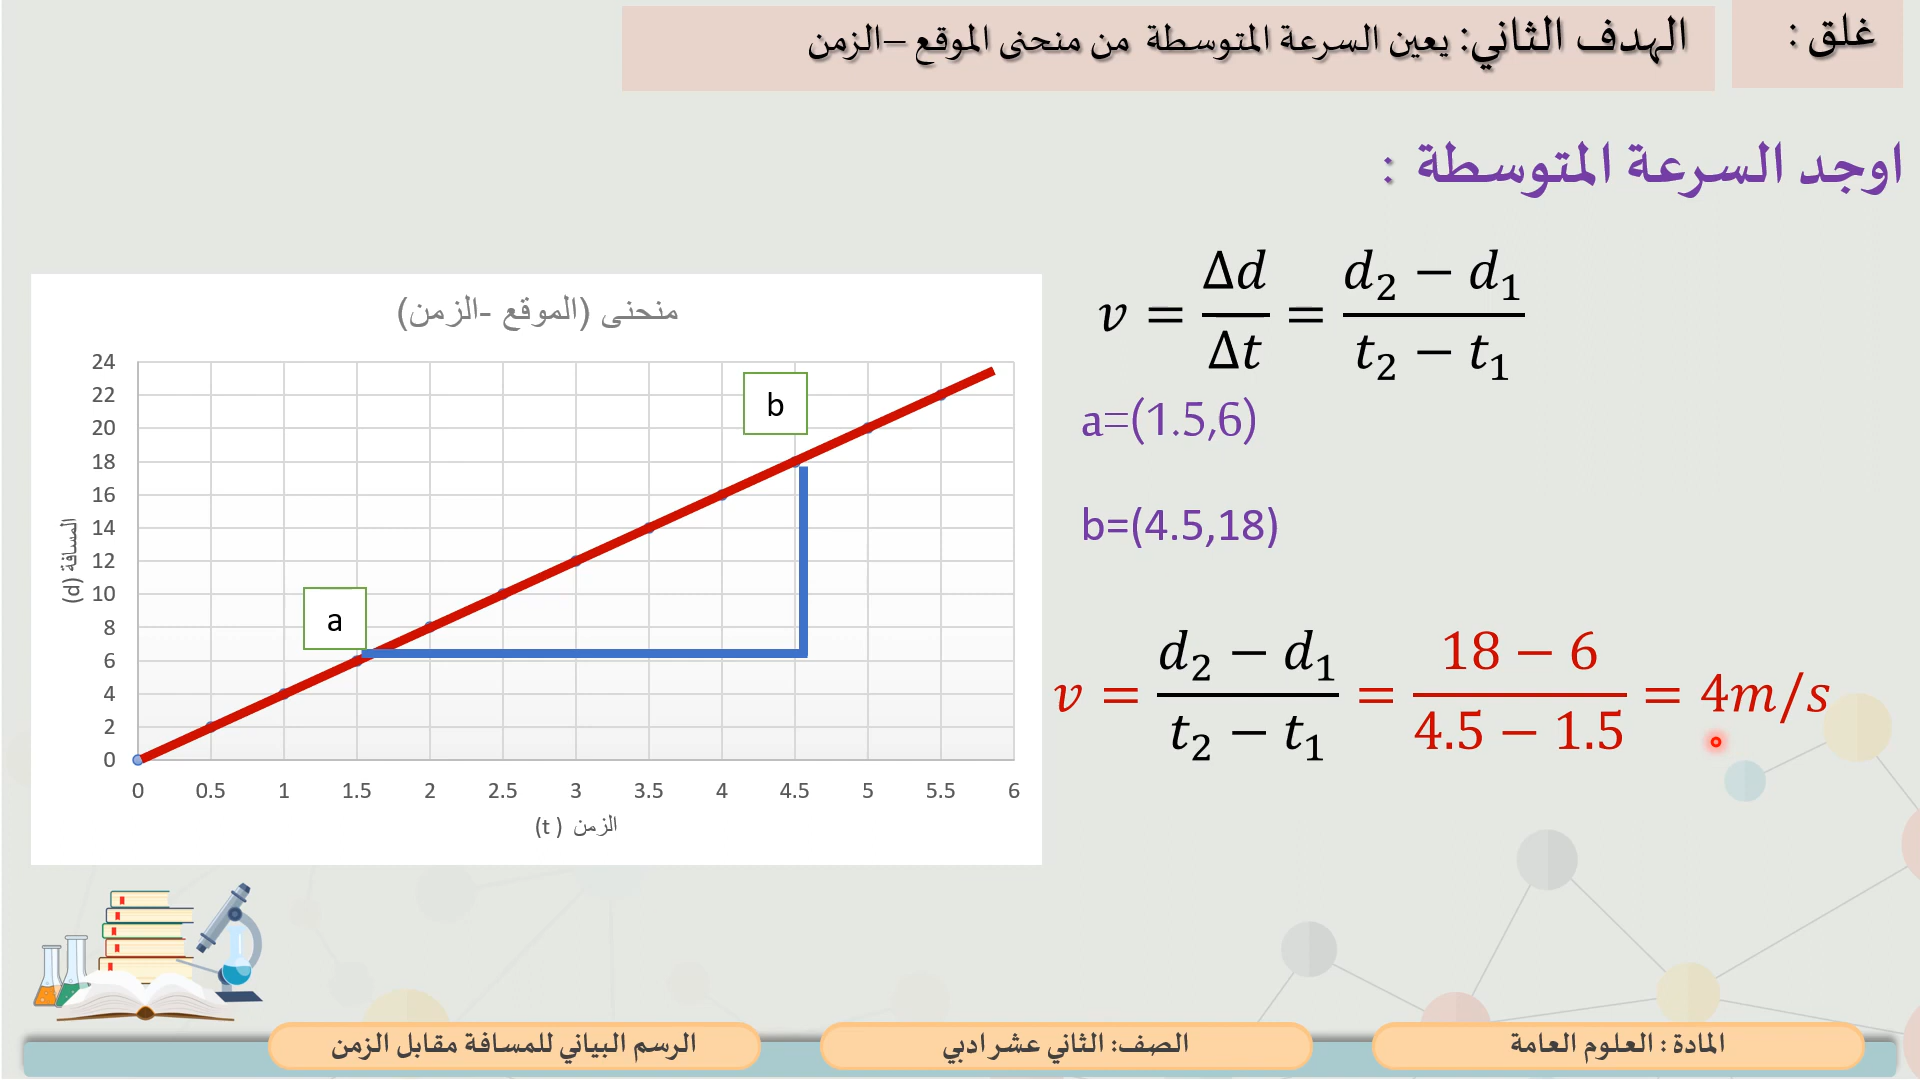 غلق :
الهدف الثاني: يعين السرعة المتوسطة من منحنى الموقع –الزمن
اوجد السرعة المتوسطة :
v = Δd/Δt = (d₂ − d₁)/(t₂ − t₁)
a=(1.5,6)
b=(4.5,18)
v = (d₂ − d₁)/(t₂ − t₁) = (18 − 6)/(4.5 − 1.5) = 4m/s
منحنى (الموقع -الزمن)
24
22
20
18
16
14
12
10
8
6
4
2
0
المسافة (d)
b
a
0 0.5 1 1.5 2 2.5 3 3.5 4 4.5 5 5.5 6
الزمن ( t)
المادة : العلوم العامة
الصف: الثاني عشر ادبي
الرسم البياني للمسافة مقابل الزمن